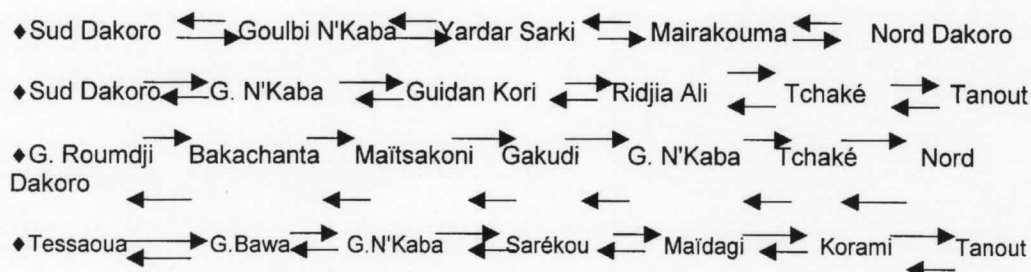 ♦Sud Dakoro Goulbi N'Kaba Yardar Sarki Mairakouma Nord Dakoro
♦Sud Dakoro G. N'Kaba Guidan Kori Ridjia Ali Tchaké Tanout
♦G. Roumdji Bakachanta Maïtsakoni Gakudi G. N'Kaba Tchaké Nord
Dakoro
♦Tessaoua G.Bawa G.N'Kaba Sarékou Maïdagi Korami Tanout